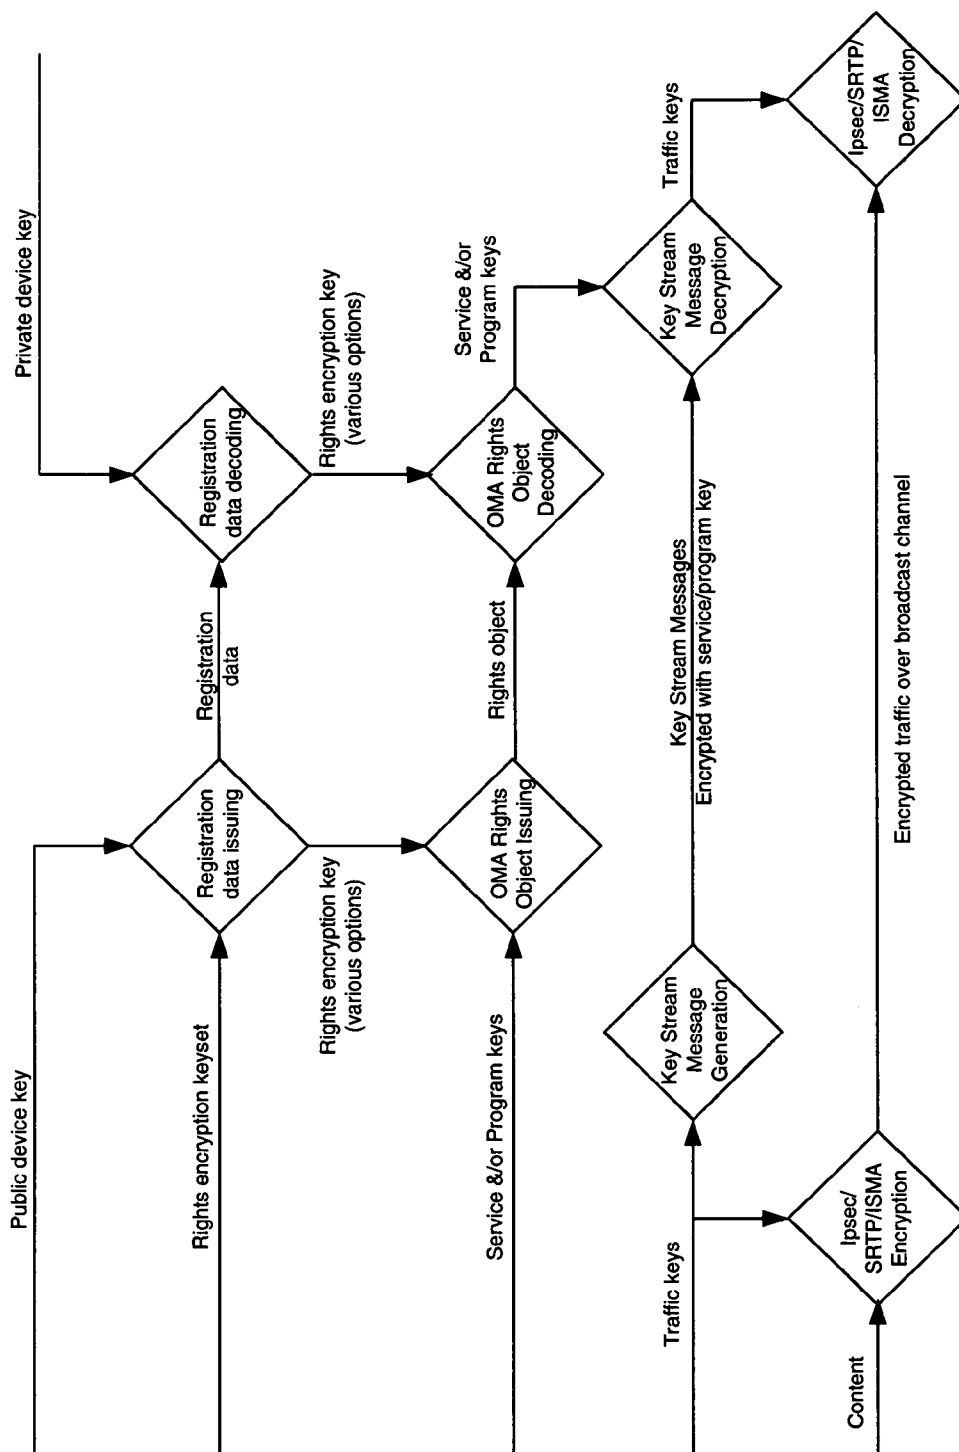 Public device key
Private device key
Rights encryption keyset
Registration
data issuing
Registration
data
Registration
data decoding
Rights encryption key
(various options)
Rights encryption key
(various options)
Service &/or Program keys
OMA Rights
Object Issuing
Rights object
OMA Rights
Object
Decoding
Service &/or
Program keys
Traffic keys
Key Stream
Message
Generation
Key Stream Messages
Encrypted with service/program key
Key Stream
Message
Decryption
Traffic keys
Content
Ipsec/
SRTP/ISMA
Encryption
Encrypted traffic over broadcast channel
Ipsec/SRTP/
ISMA
Decryption